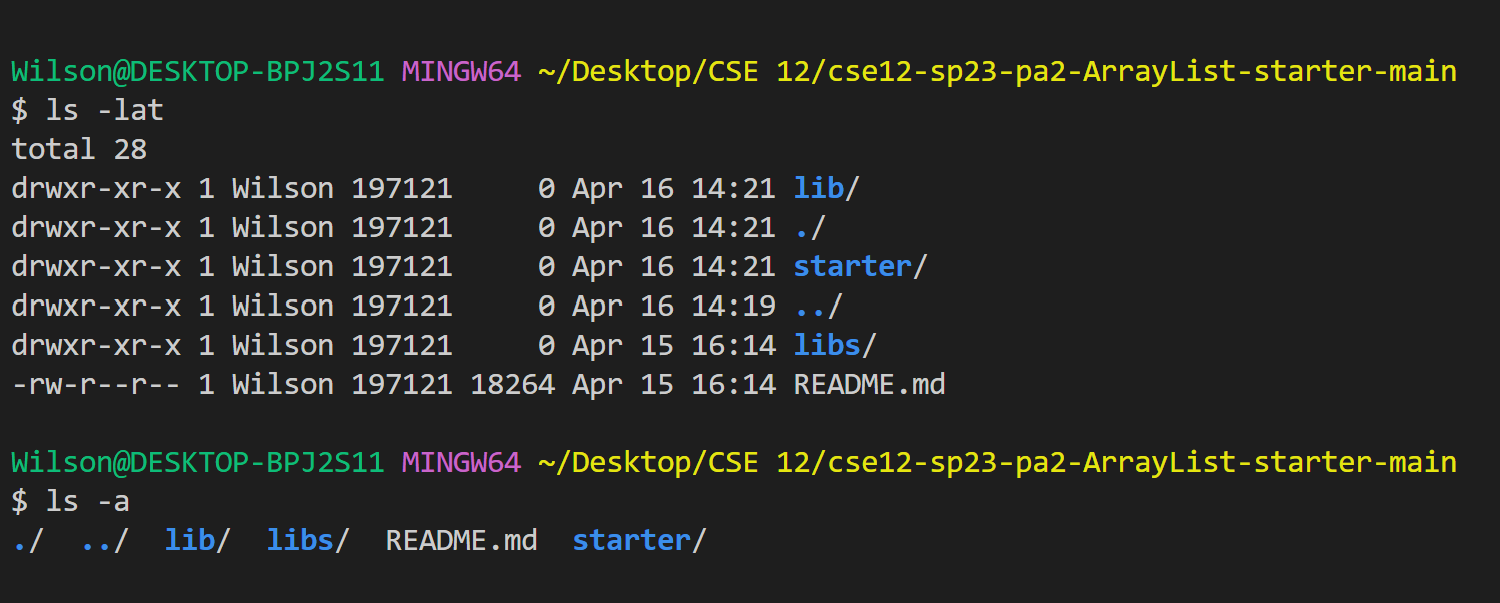 Wilson@DESKTOP-BPJ2S11 MINGW64 ~/Desktop/CSE 12/cse12-sp23-pa2-ArrayList-starter-main
$ ls -lat
total 28
drwxr-xr-x 1 Wilson 197121     0 Apr 16 14:21 lib/
drwxr-xr-x 1 Wilson 197121     0 Apr 16 14:21 ./
drwxr-xr-x 1 Wilson 197121     0 Apr 16 14:21 starter/
drwxr-xr-x 1 Wilson 197121     0 Apr 16 14:19 ../
drwxr-xr-x 1 Wilson 197121     0 Apr 15 16:14 libs/
-rw-r--r-- 1 Wilson 197121 18264 Apr 15 16:14 README.md
Wilson@DESKTOP-BPJ2S11 MINGW64 ~/Desktop/CSE 12/cse12-sp23-pa2-ArrayList-starter-main
$ ls -a
./  ../  lib/  libs/  README.md  starter/